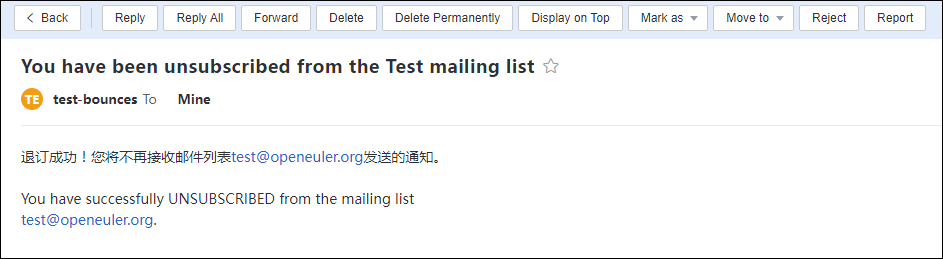 Back Reply Reply All Forward Delete Delete Permanently Display on Top Mark as Move to Reject Report
You have been unsubscribed from the Test mailing list
TE test-bounces To Mine
退订成功！您将不再接收邮件列表test@openeuler.org发送的通知。
You have successfully UNSUBSCRIBED from the mailing list
test@openeuler.org.